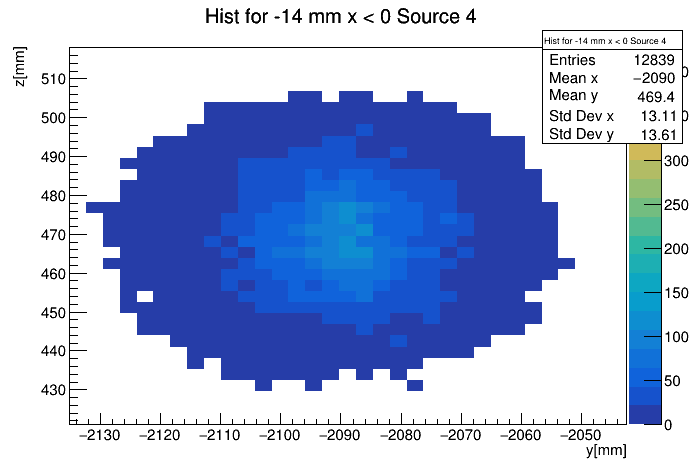 Hist for -14 mm x < 0 Source 4
z[mm]
Hist for -14 mm x < 0 Source 4
Entries 12839
Mean x −2090
Mean y 469.4
Std Dev x 13.11
Std Dev y 13.61
510
500
490
480
470
460
450
440
430
300
250
200
150
100
50
0
−2130 −2120 −2110 −2100 −2090 −2080 −2070 −2060 −2050
y[mm]